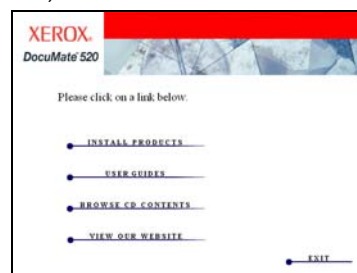 XEROX®
DocuMate® 520
Please click on a link below.
INSTALL PRODUCTS
USER GUIDES
BROWSE CD CONTENTS
VIEW OUR WEBSITE
EXIT